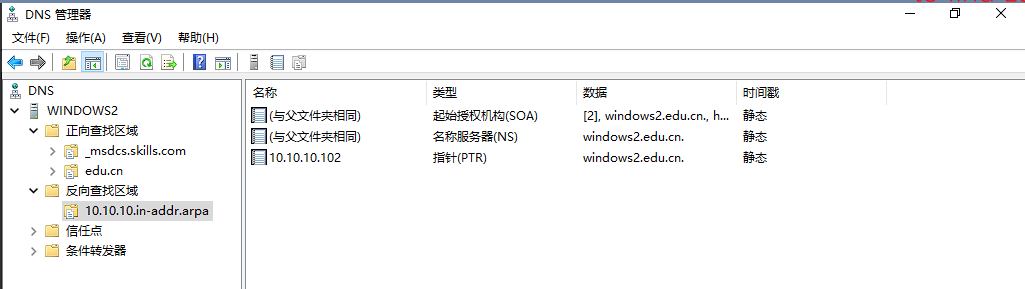 DNS 管理器
文件(F) 操作(A) 查看(V) 帮助(H)
DNS
WINDOWS2
正向查找区域
_msdcs.skills.com
edu.cn
反向查找区域
10.10.10.in-addr.arpa
信任点
条件转发器
名称 类型 数据 时间戳
(与父文件夹相同) 起始授权机构(SOA) [2], windows2.edu.cn., h... 静态
(与父文件夹相同) 名称服务器(NS) windows2.edu.cn. 静态
10.10.10.102 指针(PTR) windows2.edu.cn. 静态